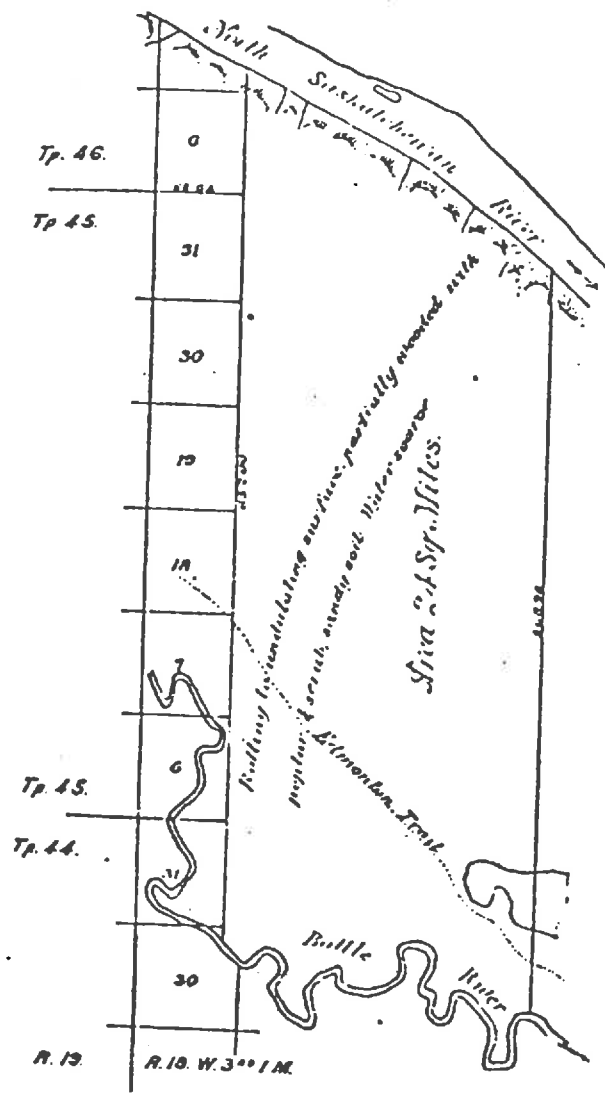 North Saskatchewan River
Tp. 46.
6
Tp 45.
31
30
19
18.
7
6
Tp. 45.
Tp. 44.
31
30
R. 19.
R. 18. W. 3rd I M.
Rolling to undulating surface, partially wooded with
poplar & scrub, sandy soil. Water scarce
Area 24 Sq. Miles.
Edmonton Trail
Battle River